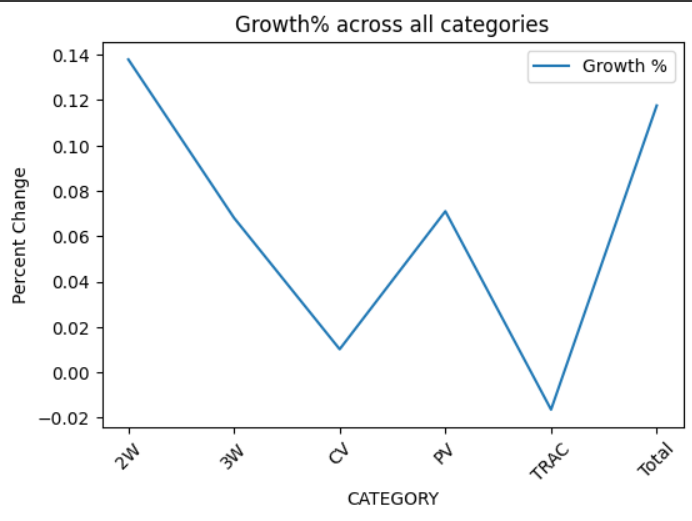 Growth% across all categories
Growth %
Percent Change
0.14
0.12
0.10
0.08
0.06
0.04
0.02
0.00
−0.02
2W
3W
CV
PV
TRAC
Total
CATEGORY